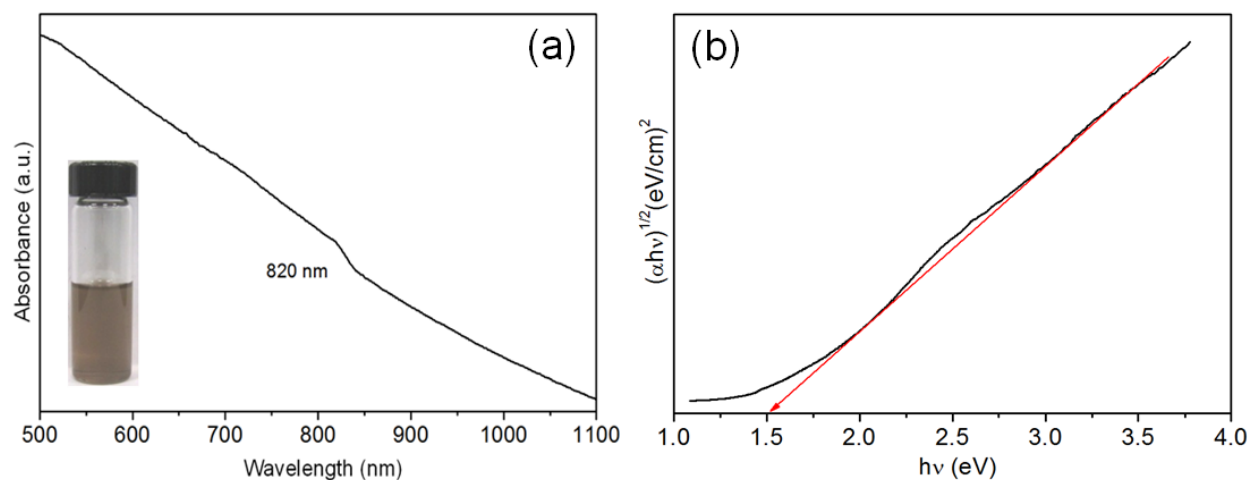 (a)
Absorbance (a.u.)
820 nm
500 600 700 800 900 1000 1100
Wavelength (nm)
(b)
(αhν)^1/2(eV/cm)^2
1.0 1.5 2.0 2.5 3.0 3.5 4.0
hν (eV)